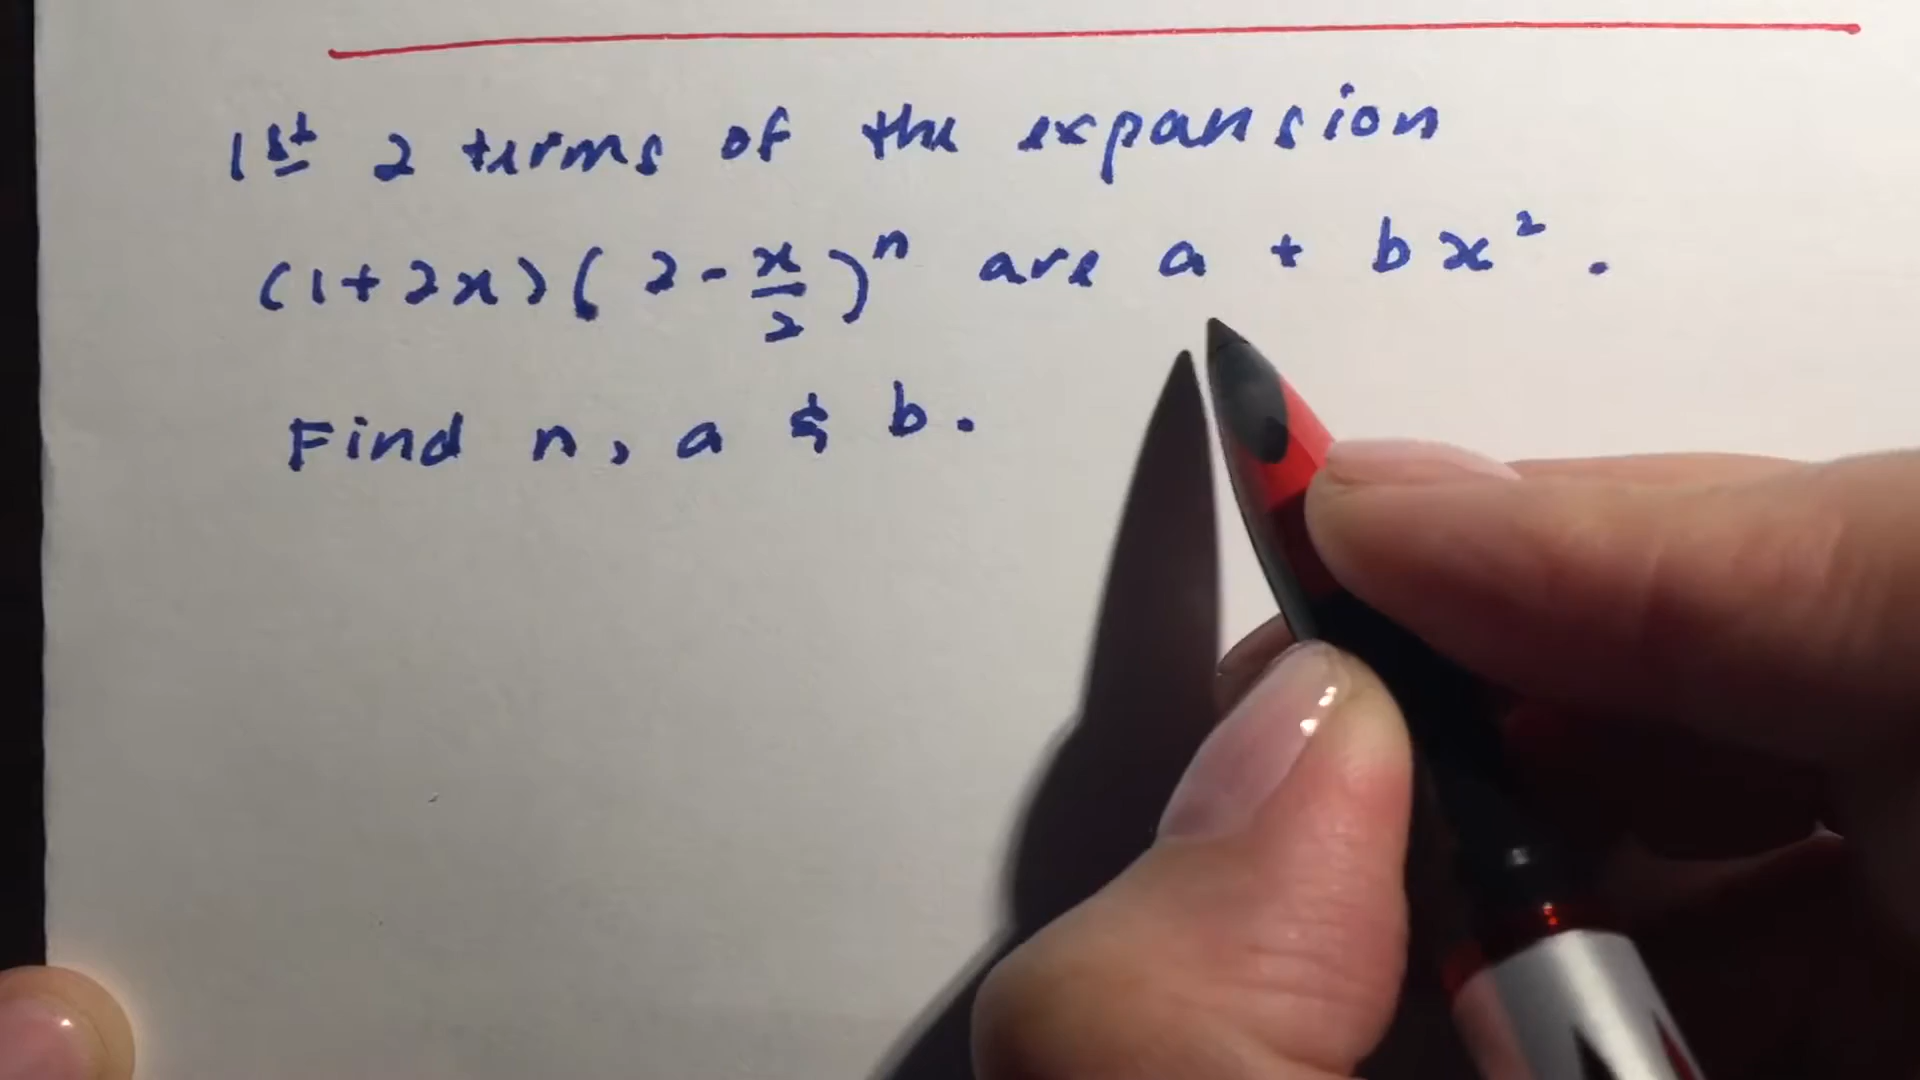 1st 2 terms of the expansion
(1+2x)(2-x/2)^n are a + bx².
Find n, a & b.